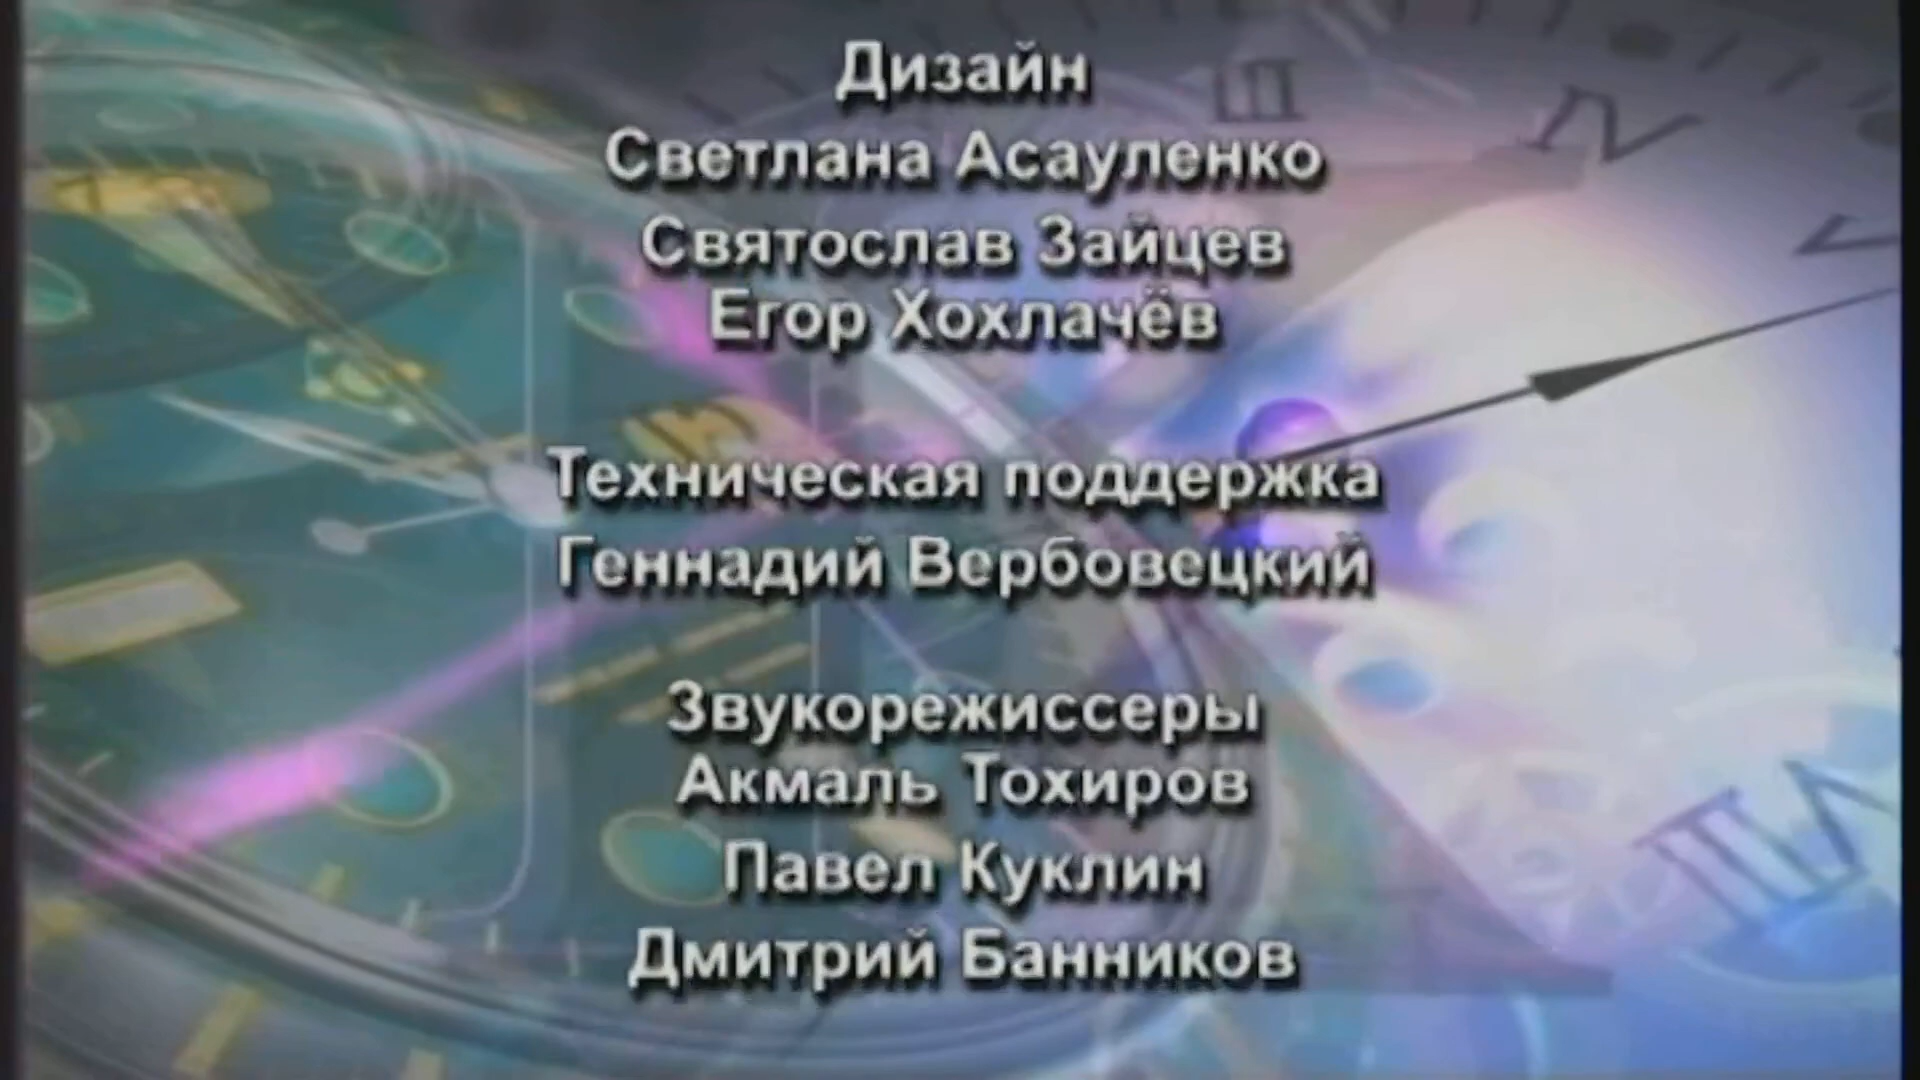 Дизайн
Светлана Асауленко
Святослав Зайцев
Егор Хохлачёв
Техническая поддержка
Геннадий Вербовецкий
Звукорежиссеры
Акмаль Тохиров
Павел Куклин
Дмитрий Банников